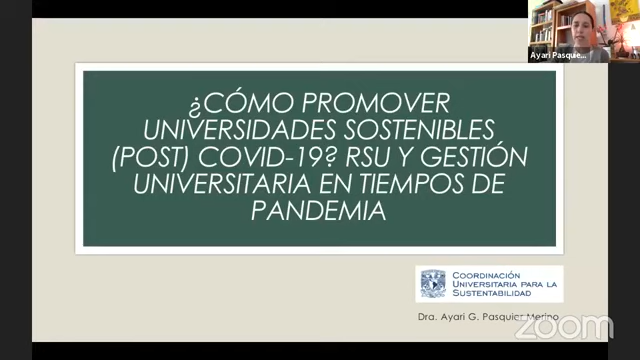 Ayari Pasquie...
¿CÓMO PROMOVER
UNIVERSIDADES SOSTENIBLES
(POST) COVID-19? RSU Y GESTIÓN
UNIVERSITARIA EN TIEMPOS DE
PANDEMIA
COORDINACIÓN
UNIVERSITARIA PARA LA
SUSTENTABILIDAD
Dra. Ayari G. Pasquier Merino
zoom